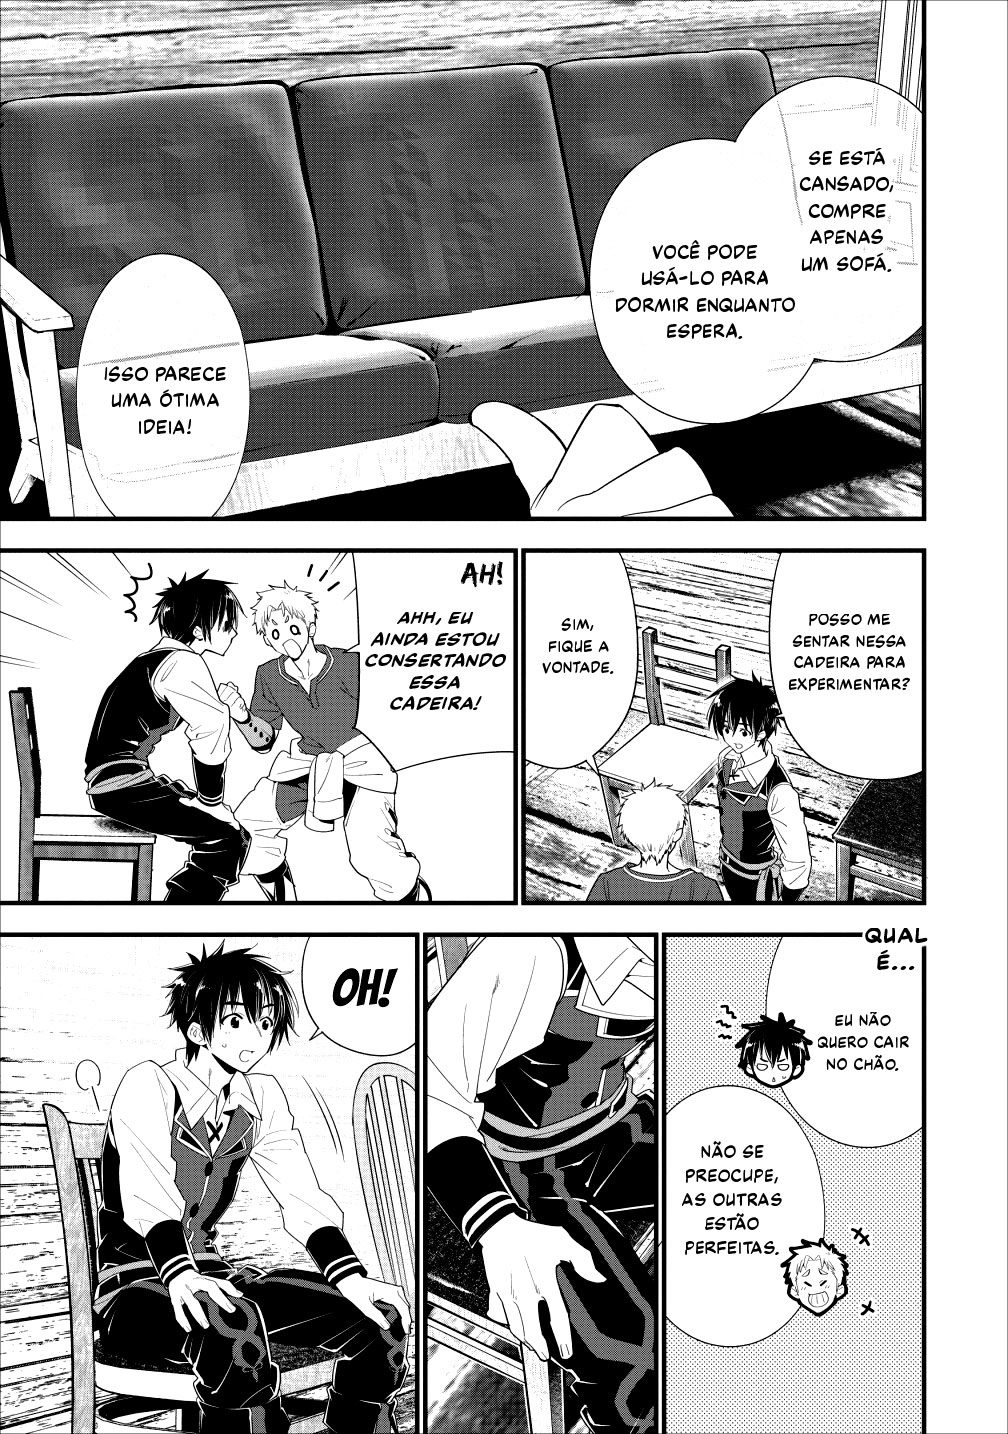 SE ESTÁ
CANSADO,
COMPRE
APENAS
UM SOFÁ.
VOCÊ PODE
USÁ-LO PARA
DORMIR ENQUANTO
ESPERA.
ISSO PARECE
UMA ÓTIMA
IDEIA!
POSSO ME
SENTAR NESSA
CADEIRA PARA
EXPERIMENTAR?
SIM,
FIQUE A
VONTADE.
AH!
AHH, EU
AINDA ESTOU
CONSERTANDO
ESSA
CADEIRA!
QUAL
É...
EU NÃO
QUERO CAIR
NO CHÃO.
NÃO SE
PREOCUPE,
AS OUTRAS
ESTÃO
PERFEITAS.
OH!